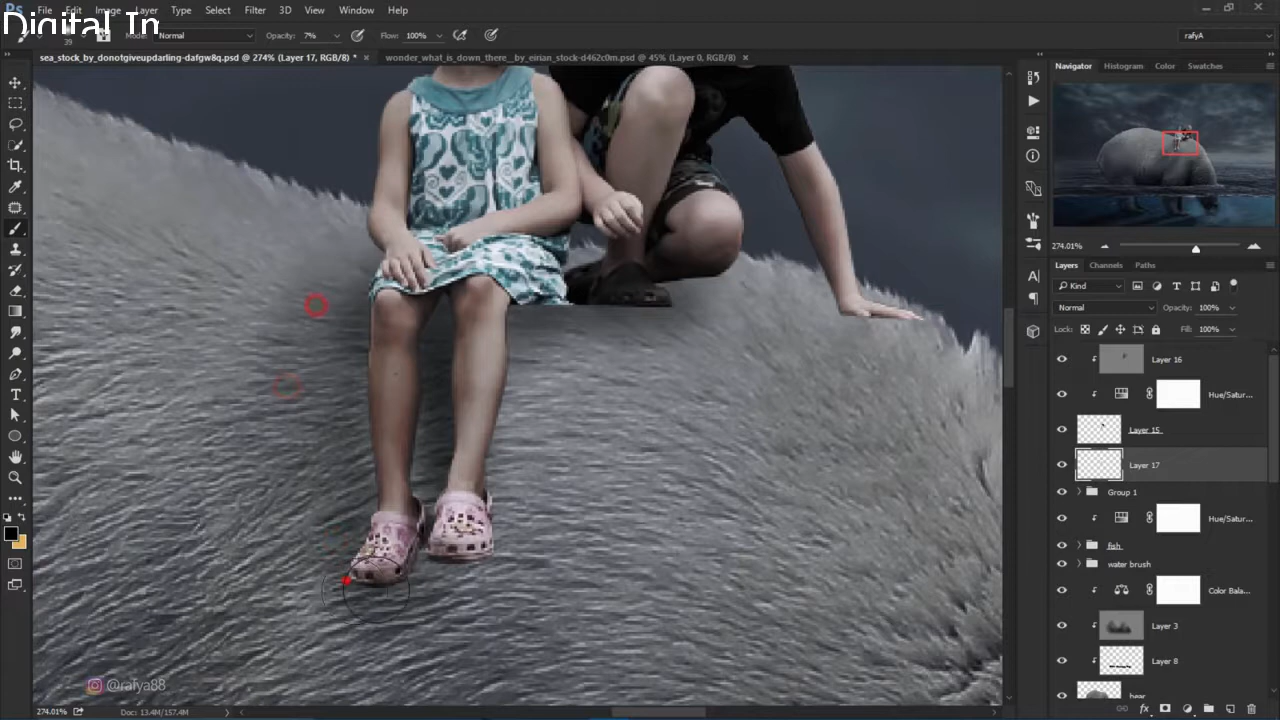 Ps File Edit Image Layer Type Select Filter 3D View Window Help
Digital Im
39 Mode: Normal Opacity: 7% Flow: 100% rafyA
sea_stock_by_donotgiveupdarling-dafgw8q.psd @ 274% (Layer 17, RGB/8) * × wonder_what_is_down_there__by_eirian_stock-d462c0m.psd @ 45% (Layer 0, RGB/8) ×
Navigator Histogram Color Swatches
274.01%
Layers Channels Paths
Kind
Normal Opacity: 100%
Lock: Fill: 100%
Layer 16
Hue/Satur...
Layer 15
Layer 17
Group 1
Hue/Satur...
fish
water brush
Color Bala...
Layer 3
Layer 8
bear
@rafya88
274.01% Doc: 13.4M/157.4M